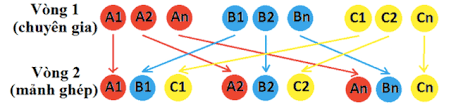 Vòng 1
(chuyên gia)
A1 A2 An B1 B2 Bn C1 C2 Cn
Vòng 2
(mảnh ghép)
A1 B1 C1 A2 B2 C2 An Bn Cn